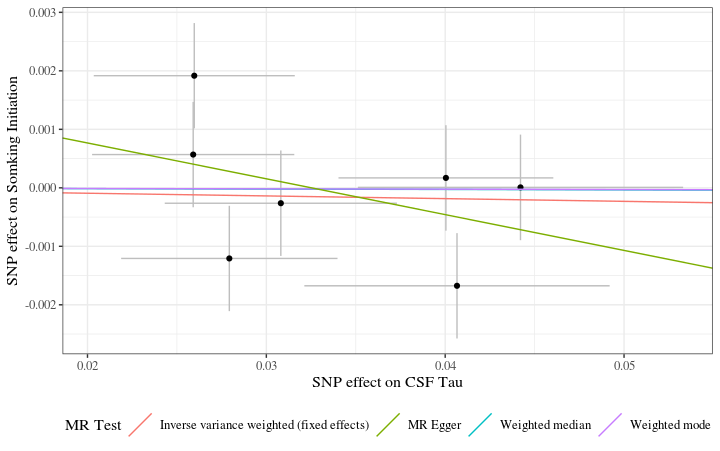 0.003
0.002
0.001
0.000
-0.001
-0.002
SNP effect on Somking Initiation
0.02 0.03 0.04 0.05
SNP effect on CSF Tau
MR Test Inverse variance weighted (fixed effects) MR Egger Weighted median Weighted mode